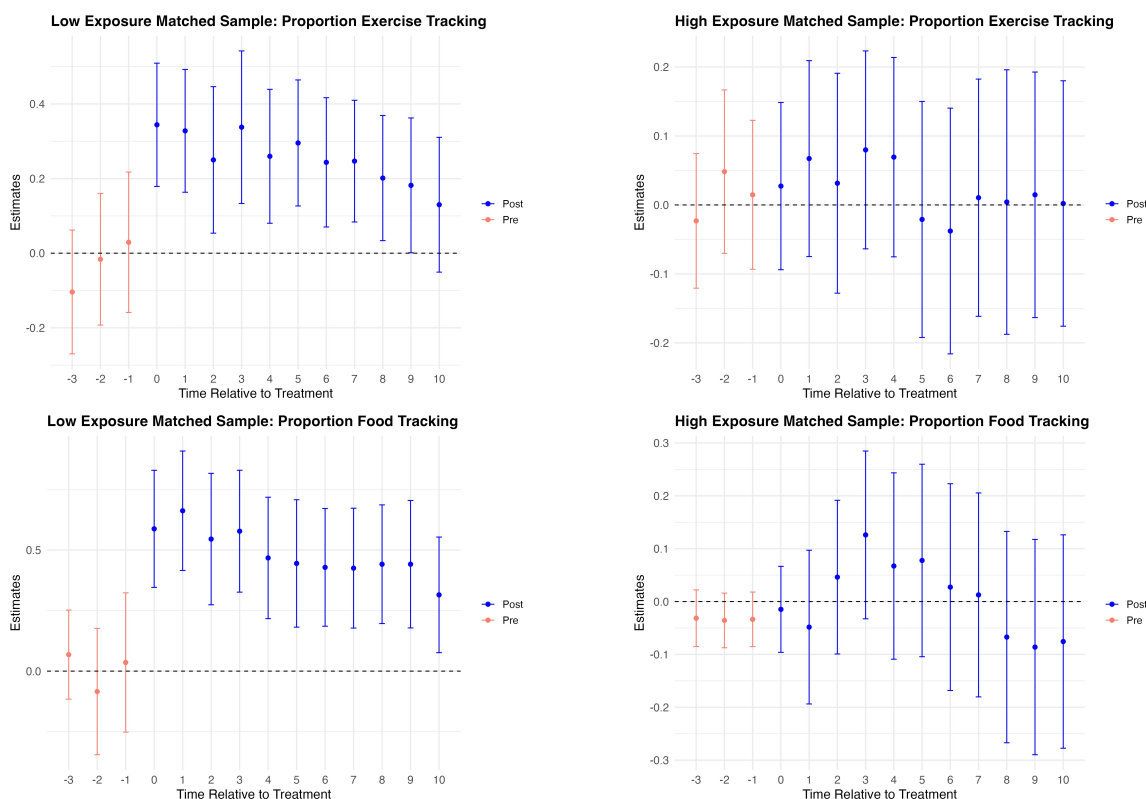 Low Exposure Matched Sample: Proportion Exercise Tracking
Estimates
0.4
0.2
0.0
-0.2
-3 -2 -1 0 1 2 3 4 5 6 7 8 9 10
Time Relative to Treatment
Post
Pre
High Exposure Matched Sample: Proportion Exercise Tracking
Estimates
0.2
0.1
0.0
-0.1
-0.2
-3 -2 -1 0 1 2 3 4 5 6 7 8 9 10
Time Relative to Treatment
Post
Pre
Low Exposure Matched Sample: Proportion Food Tracking
Estimates
0.5
0.0
-3 -2 -1 0 1 2 3 4 5 6 7 8 9 10
Time Relative to Treatment
Post
Pre
High Exposure Matched Sample: Proportion Food Tracking
Estimates
0.3
0.2
0.1
0.0
-0.1
-0.2
-0.3
-3 -2 -1 0 1 2 3 4 5 6 7 8 9 10
Time Relative to Treatment
Post
Pre